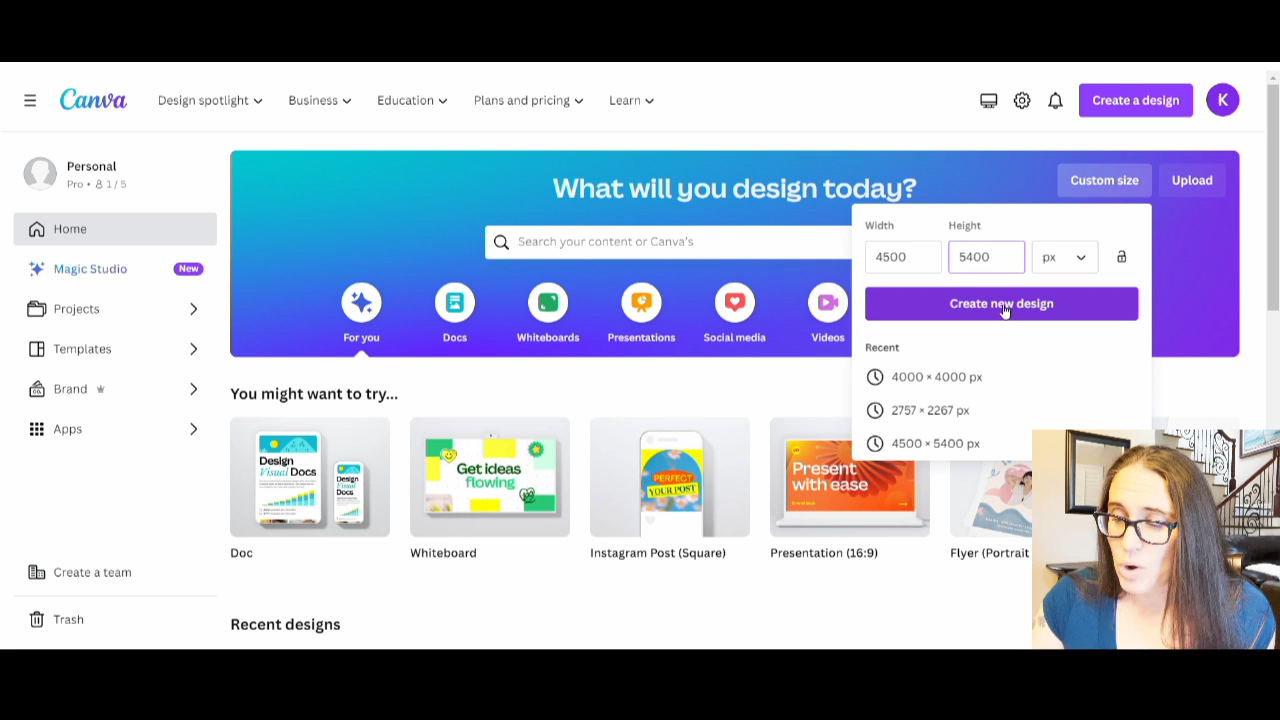 Canva
Design spotlight
Business
Education
Plans and pricing
Learn
Create a design
K
Personal
Pro • 1 / 5
Home
Magic Studio
New
Projects
Templates
Brand
Apps
Create a team
Trash
What will you design today?
Custom size
Upload
Search your content or Canva's
For you
Docs
Whiteboards
Presentations
Social media
Videos
Width
Height
4500
5400
px
Create new design
Recent
4000 × 4000 px
2757 × 2267 px
4500 × 5400 px
You might want to try...
Design
Visual Docs
Design
Visual
Docs
Get ideas
flowing
PERFECT
YOUR POST
Present
with ease
Doc
Whiteboard
Instagram Post (Square)
Presentation (16:9)
Flyer (Portrait
Recent designs